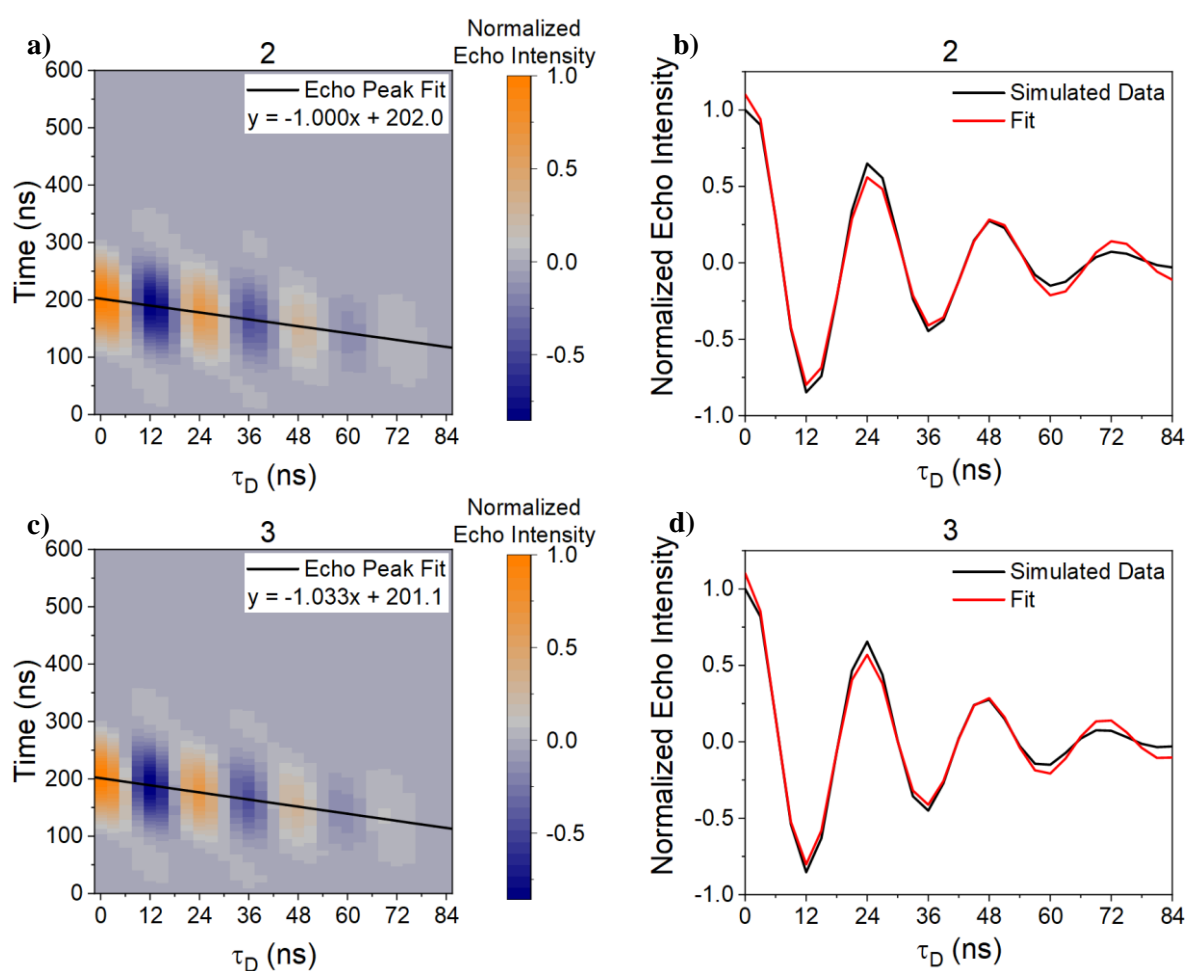 a)
2
Normalized
Echo Intensity
600
500
400
300
200
100
0
Time (ns)
Echo Peak Fit
y = -1.000x + 202.0
0 12 24 36 48 60 72 84
τD (ns)
1.0
0.5
0.0
-0.5
b)
2
Normalized Echo Intensity
1.0
0.5
0.0
-0.5
-1.0
Simulated Data
Fit
0 12 24 36 48 60 72 84
τD (ns)
c)
3
Normalized
Echo Intensity
600
500
400
300
200
100
0
Time (ns)
Echo Peak Fit
y = -1.033x + 201.1
0 12 24 36 48 60 72 84
τD (ns)
1.0
0.5
0.0
-0.5
d)
3
Normalized Echo Intensity
1.0
0.5
0.0
-0.5
-1.0
Simulated Data
Fit
0 12 24 36 48 60 72 84
τD (ns)